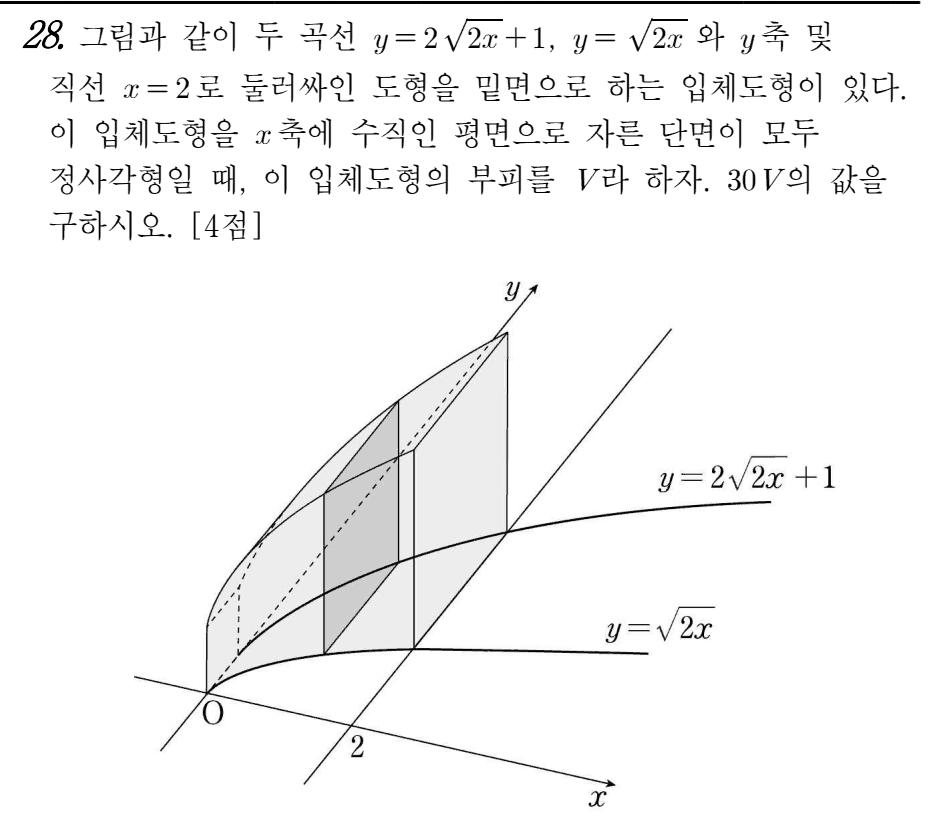 28. 그림과 같이 두 곡선 y=2√(2x)+1, y=√(2x) 와 y축 및
직선 x=2로 둘러싸인 도형을 밑면으로 하는 입체도형이 있다.
이 입체도형을 x축에 수직인 평면으로 자른 단면이 모두
정사각형일 때, 이 입체도형의 부피를 V라 하자. 30V의 값을
구하시오. [4점]
y
y=2√(2x)+1
y=√(2x)
O
2
x